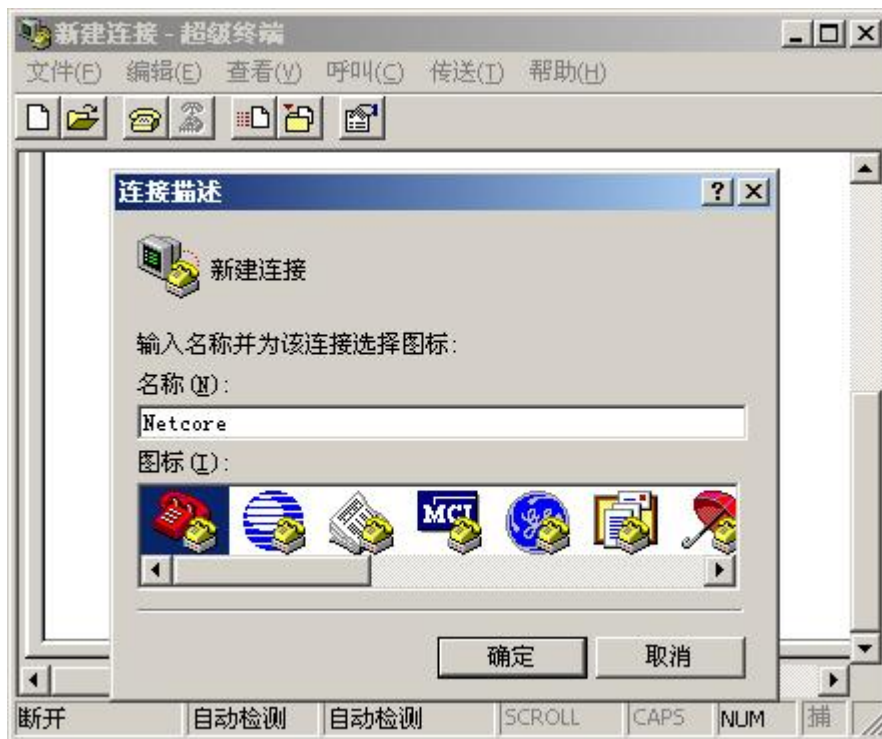 新建连接 - 超级终端
文件(F) 编辑(E) 查看(V) 呼叫(C) 传送(T) 帮助(H)
连接描述
新建连接
输入名称并为该连接选择图标:
名称(N):
Netcore
图标(I):
MCI
确定 取消
断开 自动检测 自动检测 SCROLL CAPS NUM 捕